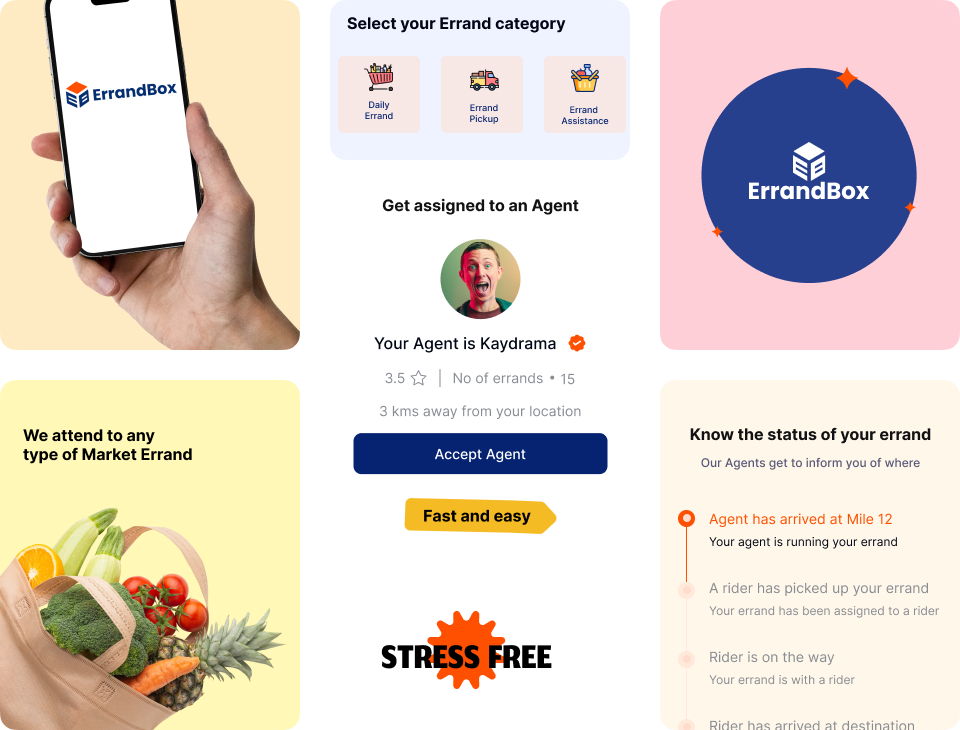 ErrandBox
Select your Errand category
Daily
Errand
Errand
Pickup
Errand
Assistance
ErrandBox
Get assigned to an Agent
Your Agent is Kaydrama
3.5 | No of errands • 15
3 kms away from your location
Accept Agent
Fast and easy
STRESS FREE
We attend to any
type of Market Errand
Know the status of your errand
Our Agents get to inform you of where
Agent has arrived at Mile 12
Your agent is running your errand
A rider has picked up your errand
Your errand has been assigned to a rider
Rider is on the way
Your errand is with a rider
Rider has arrived at destination